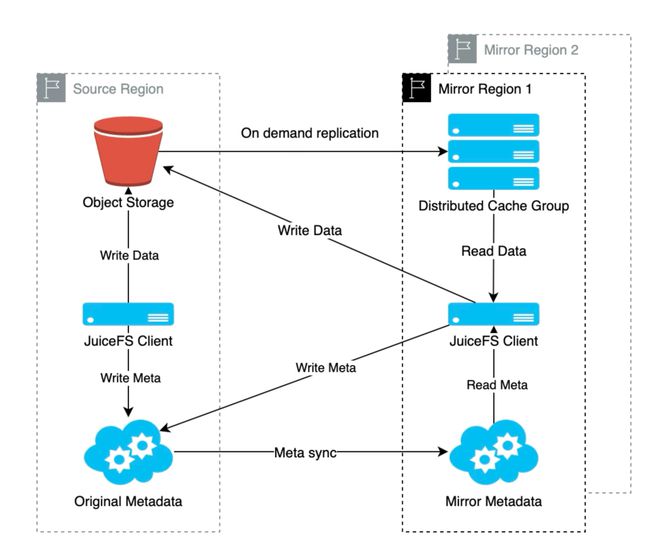 Mirror Region 2
Source Region
Mirror Region 1
On demand replication
Object Storage
Distributed Cache Group
Write Data
Write Data
Read Data
JuiceFS Client
JuiceFS Client
Write Meta
Write Meta
Read Meta
Meta sync
Original Metadata
Mirror Metadata